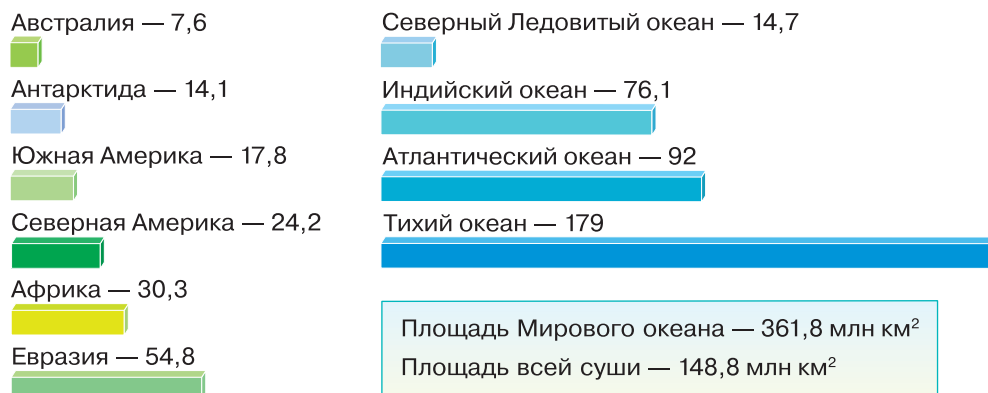 Австралия — 7,6
Антарктида — 14,1
Южная Америка — 17,8
Северная Америка — 24,2
Африка — 30,3
Евразия — 54,8
Северный Ледовитый океан — 14,7
Индийский океан — 76,1
Атлантический океан — 92
Тихий океан — 179
Площадь Мирового океана — 361,8 млн км²
Площадь всей суши — 148,8 млн км²